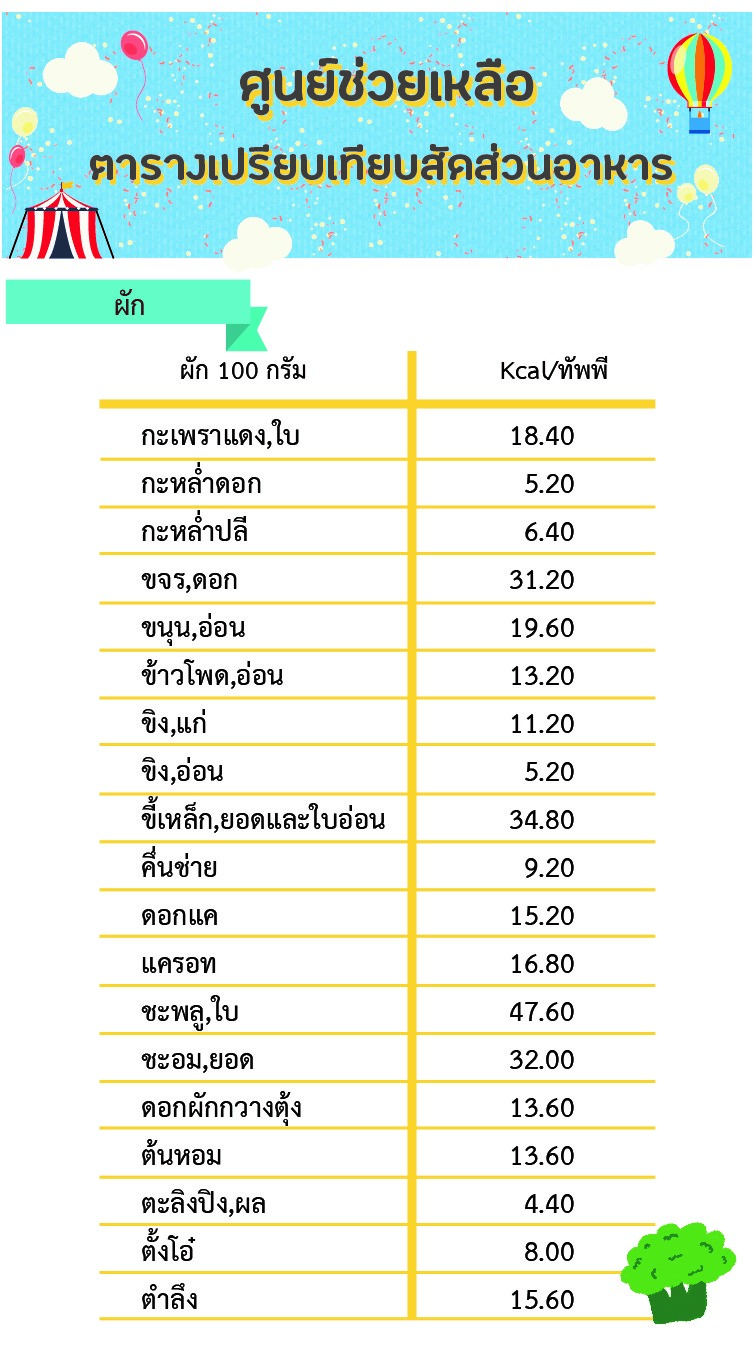 ศูนย์ช่วยเหลือ
ตารางเปรียบเทียบสัดส่วนอาหาร
ผัก
ผัก 100 กรัม Kcal/ทัพพี
กะเพราแดง,ใบ 18.40
กะหล่ำดอก 5.20
กะหล่ำปลี 6.40
ขจร,ดอก 31.20
ขนุน,อ่อน 19.60
ข้าวโพด,อ่อน 13.20
ขิง,แก่ 11.20
ขิง,อ่อน 5.20
ขี้เหล็ก,ยอดและใบอ่อน 34.80
คื่นช่าย 9.20
ดอกแค 15.20
แครอท 16.80
ชะพลู,ใบ 47.60
ชะอม,ยอด 32.00
ดอกผักกวางตุ้ง 13.60
ต้นหอม 13.60
ตะลิงปิง,ผล 4.40
ตั้งโอ๋ 8.00
ตำลึง 15.60